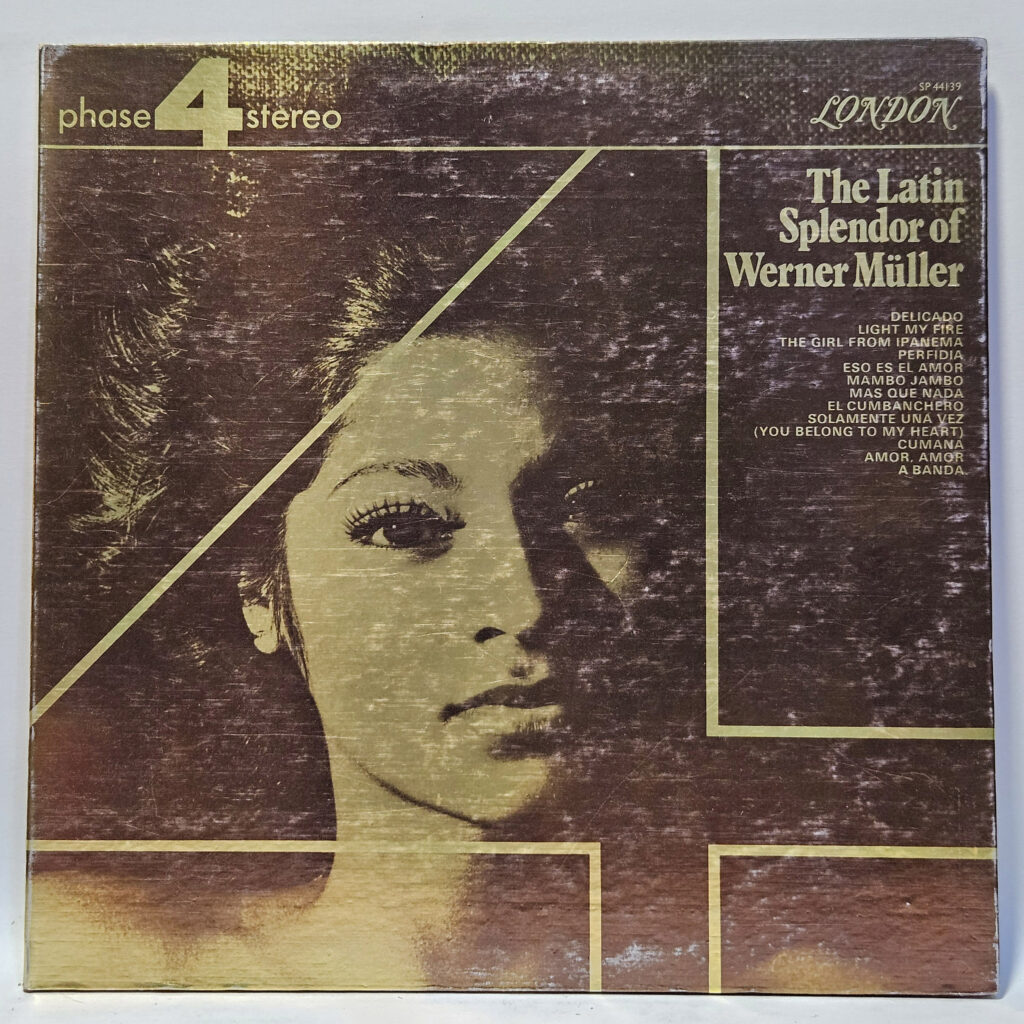 phase 4 stereo
SP 44139
LONDON
The Latin
Splendor of
Werner Müller
DELICADO
LIGHT MY FIRE
THE GIRL FROM IPANEMA
PERFIDIA
ESO ES EL AMOR
MAMBO JAMBO
MAS QUE NADA
EL CUMBANCHERO
SOLAMENTE UNA VEZ
(YOU BELONG TO MY HEART)
CUMANA
AMOR, AMOR
A BANDA